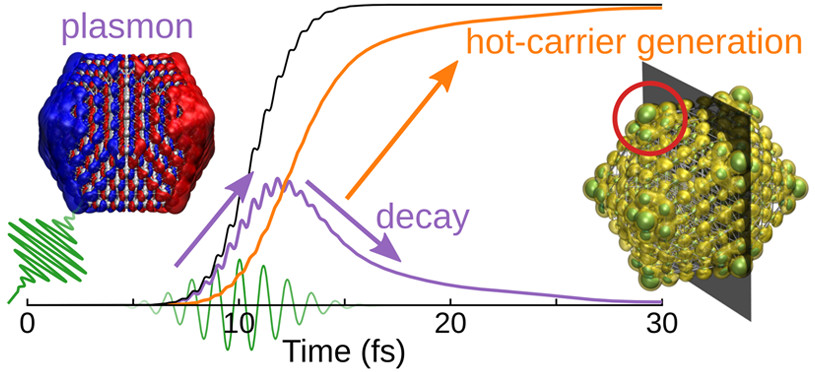 plasmon
hot-carrier generation
decay
0 10 20 30
Time (fs)